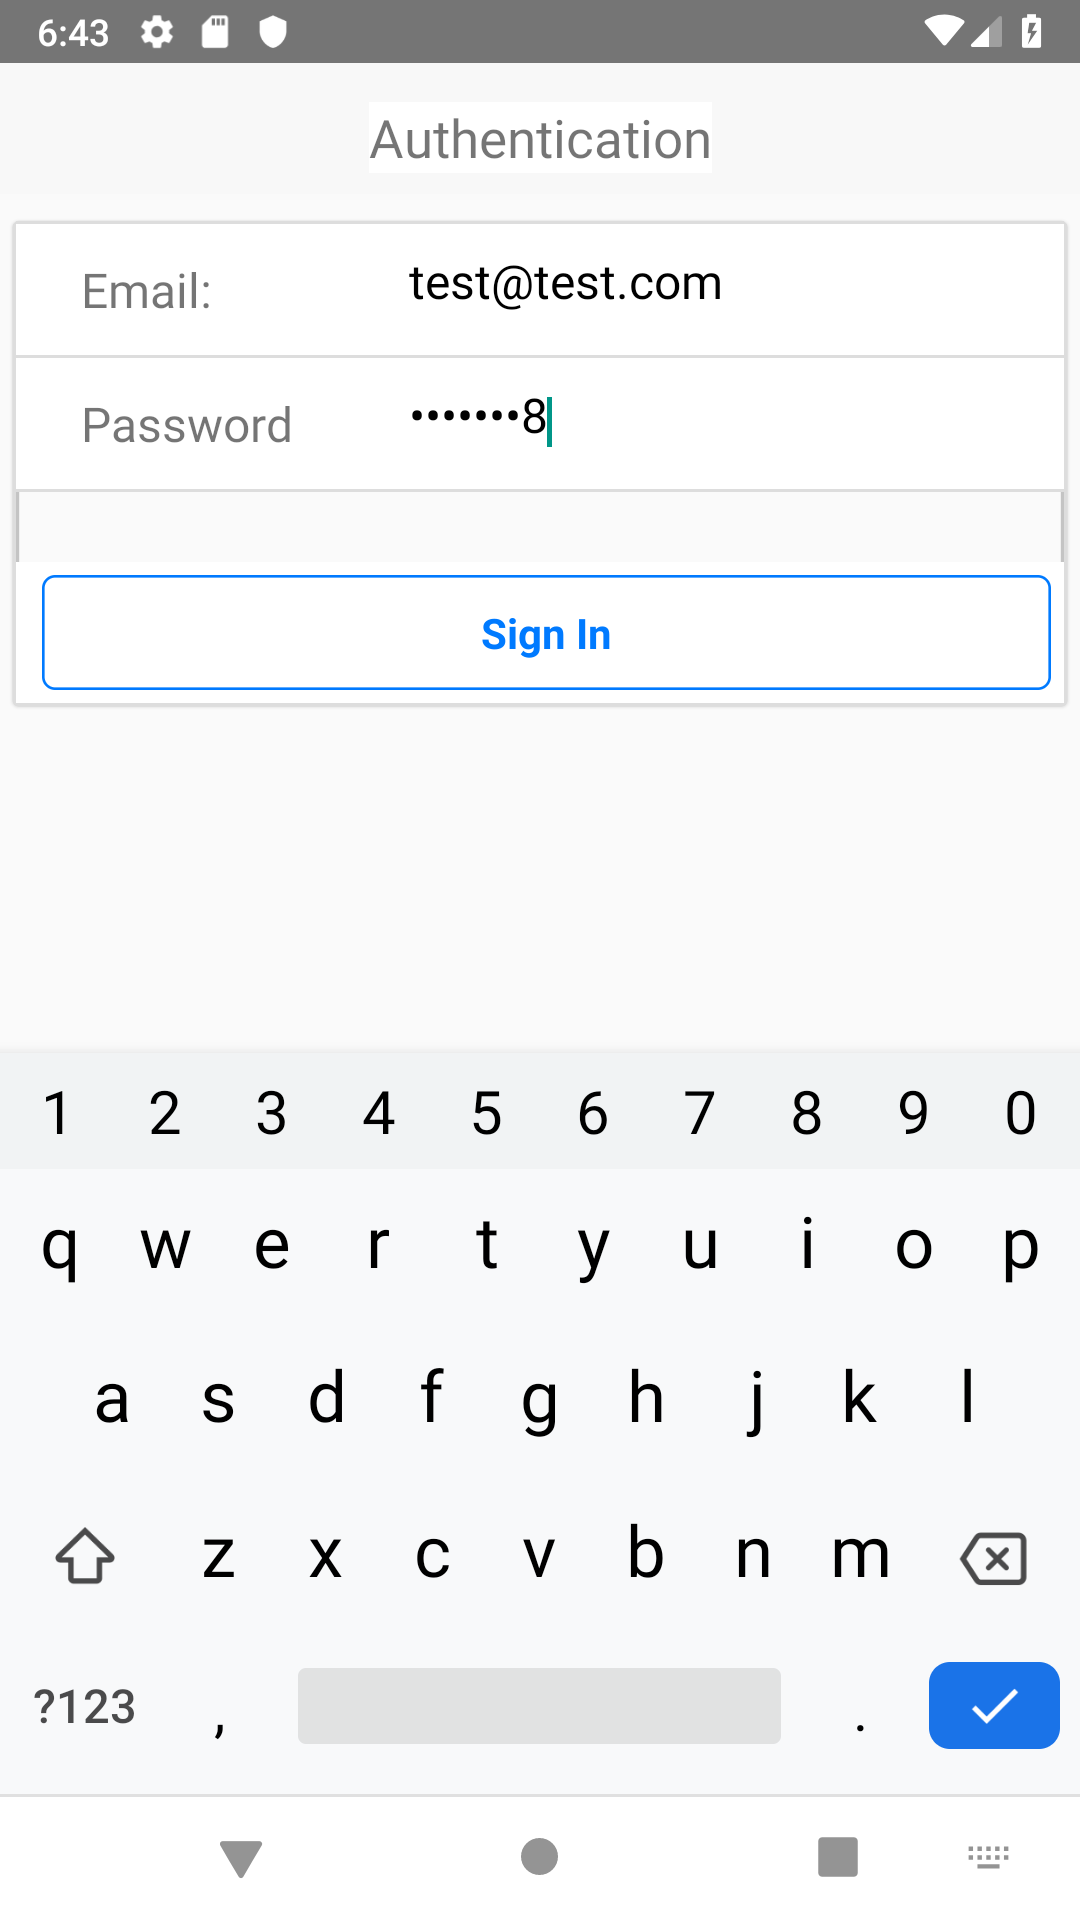 6:43
Authentication
Email: test@test.com
Password •••••••8
Sign In
1 2 3 4 5 6 7 8 9 0
q w e r t y u i o p
a s d f g h j k l
z x c v b n m
?123 , .